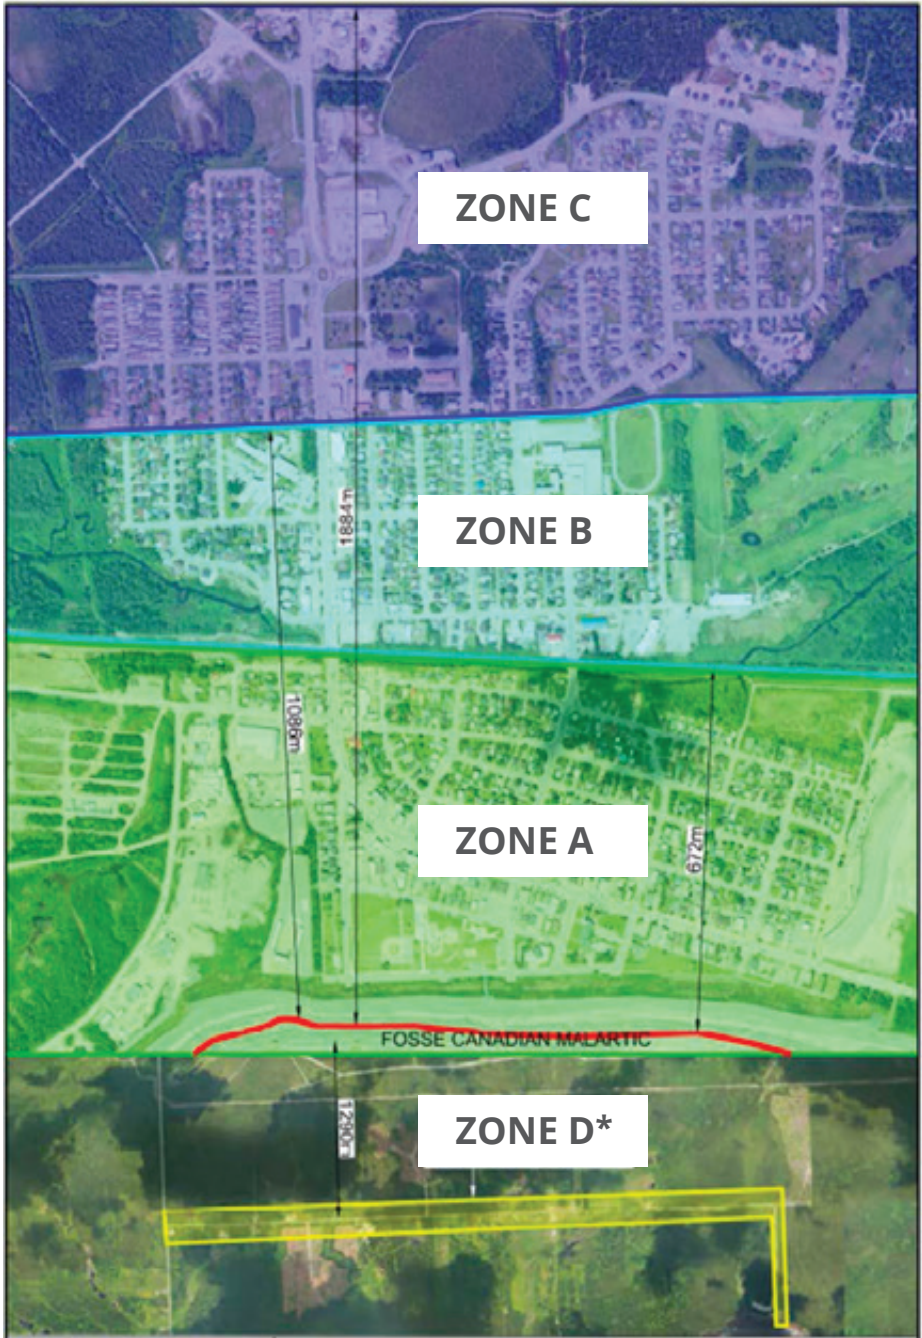 ZONE C
1884m
ZONE B
1086m
ZONE A
672m
FOSSE CANADIAN MALARTIC
ZONE D*
1290m